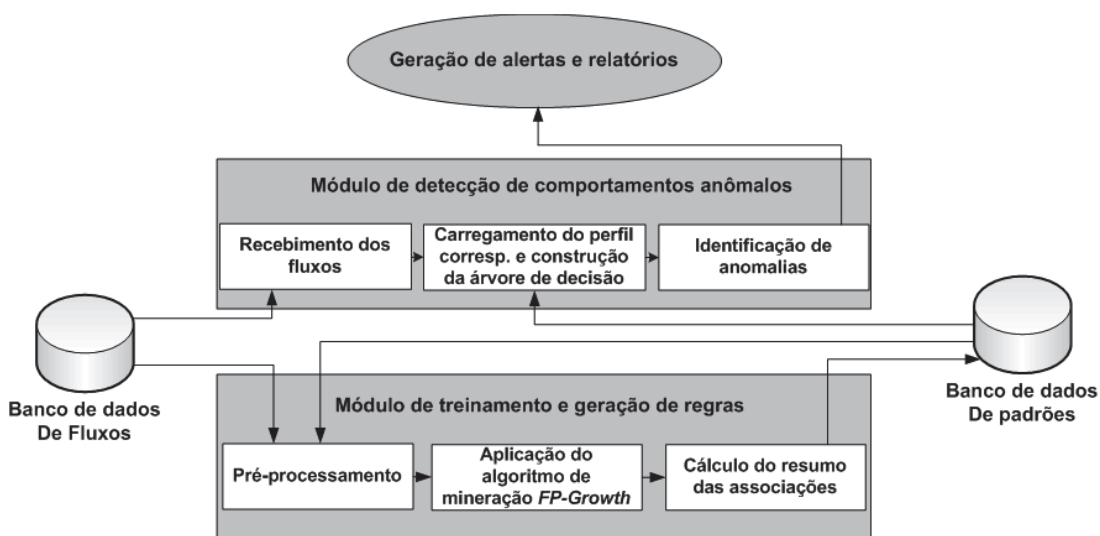 Geração de alertas e relatórios
Módulo de detecção de comportamentos anômalos
Recebimento dos
fluxos
Carregamento do perfil
corresp. e construção
da árvore de decisão
Identificação de
anomalias
Banco de dados
De Fluxos
Banco de dados
De padrões
Módulo de treinamento e geração de regras
Pré-processamento
Aplicação do
algoritmo de
mineração FP-Growth
Cálculo do resumo
das associações